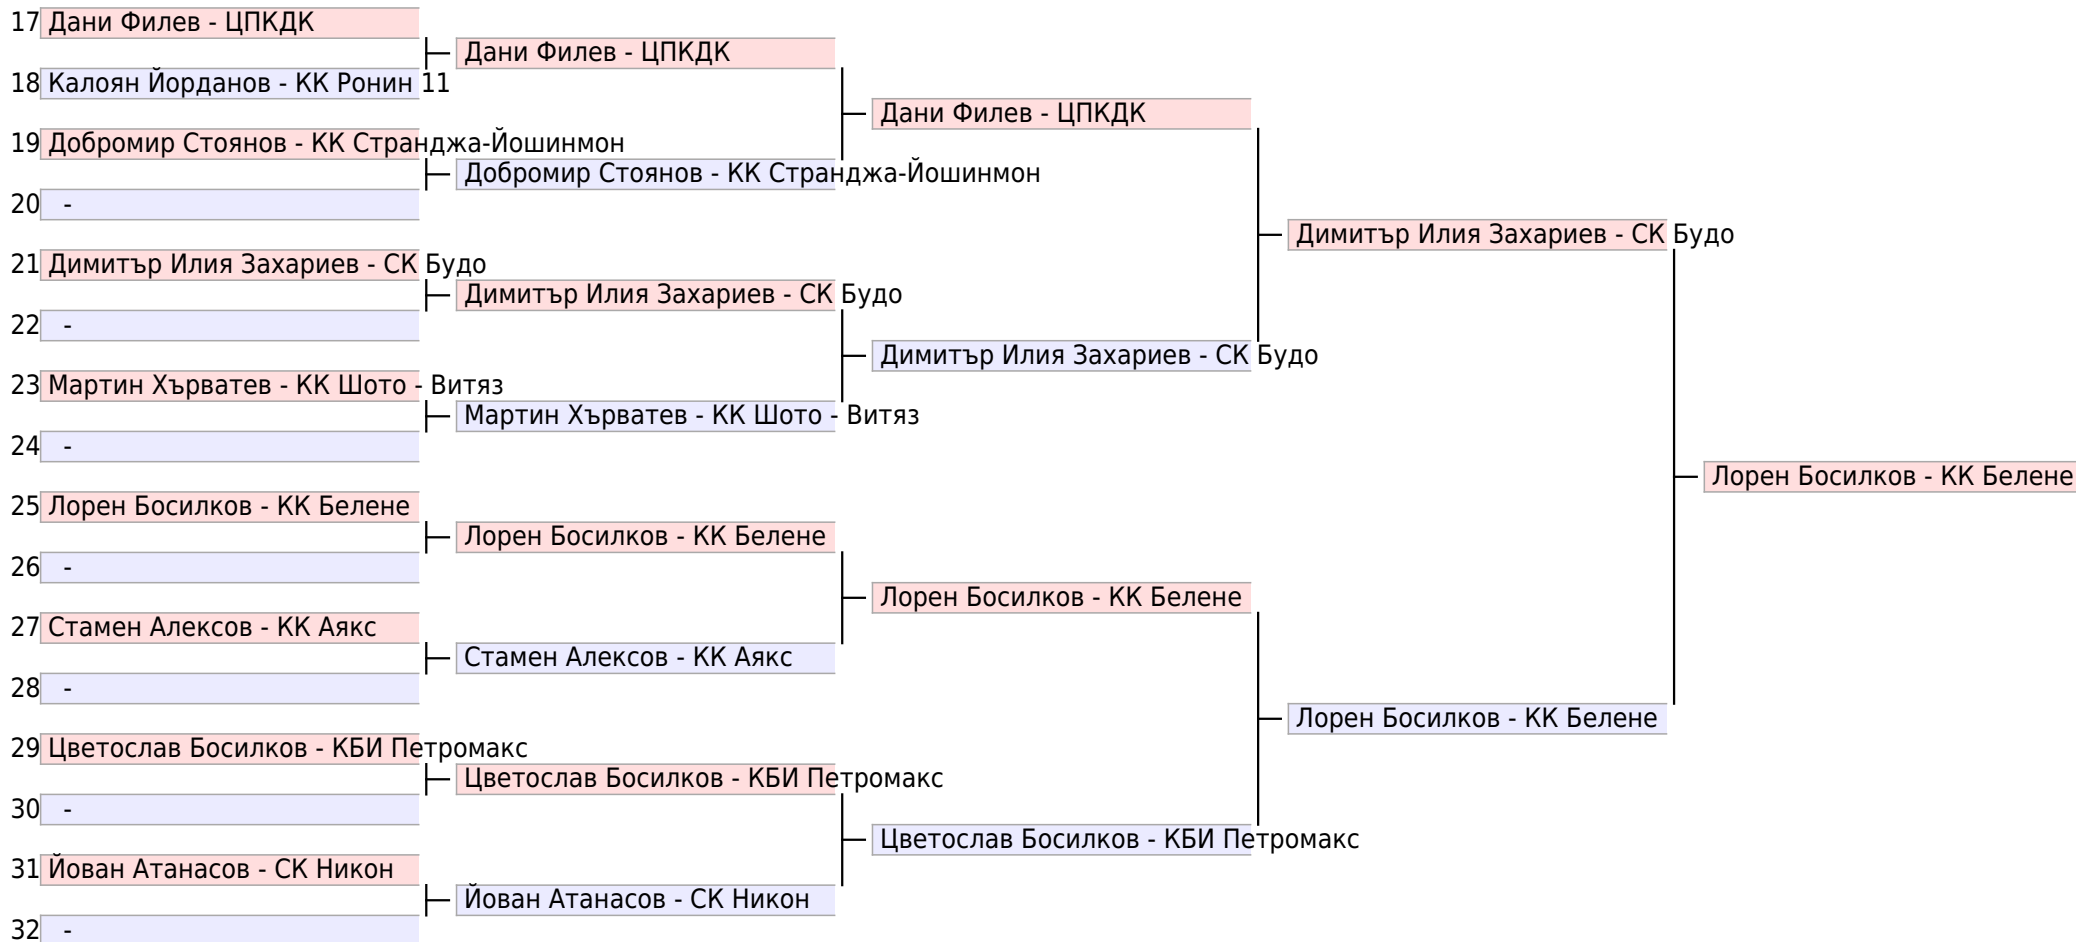 17 Дани Филев - ЦПКДК
Дани Филев - ЦПКДК
18 Калоян Йорданов - КК Ронин 11
Дани Филев - ЦПКДК
19 Добромир Стоянов - КК Странджа-Йошинмон
Добромир Стоянов - КК Странджа-Йошинмон
20 -
Димитър Илия Захариев - СК Будо
21 Димитър Илия Захариев - СК Будо
Димитър Илия Захариев - СК Будо
22 -
Димитър Илия Захариев - СК Будо
23 Мартин Хърватев - КК Шото - Витяз
Мартин Хърватев - КК Шото - Витяз
24 -
Лорен Босилков - КК Белене
25 Лорен Босилков - КК Белене
Лорен Босилков - КК Белене
26 -
Лорен Босилков - КК Белене
27 Стамен Алексов - КК Аякс
Стамен Алексов - КК Аякс
28 -
Лорен Босилков - КК Белене
29 Цветослав Босилков - КБИ Петромакс
Цветослав Босилков - КБИ Петромакс
30 -
Цветослав Босилков - КБИ Петромакс
31 Йован Атанасов - СК Никон
Йован Атанасов - СК Никон
32 -